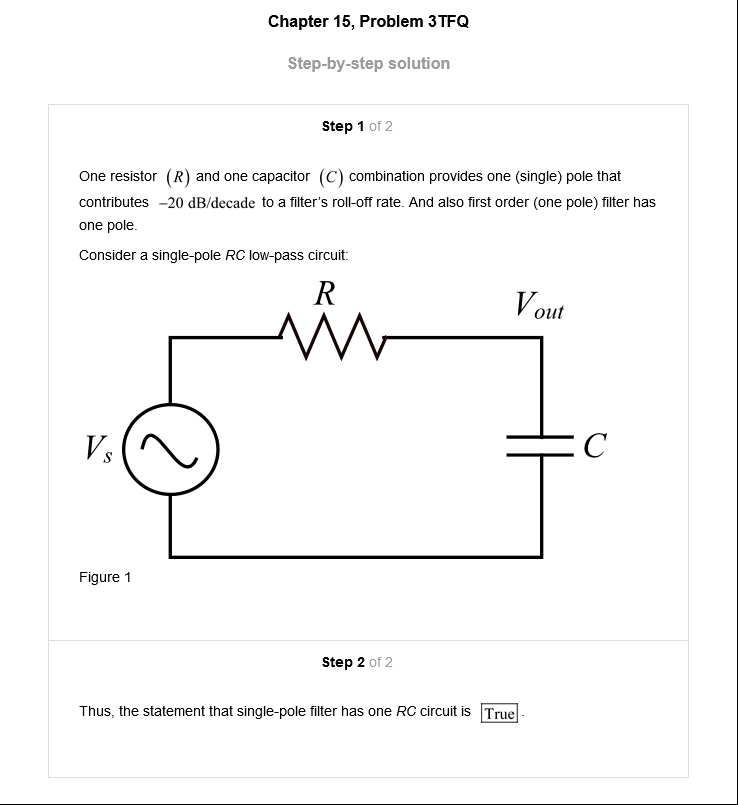 Chapter 15, Problem 3TFQ
Step-by-step solution
Step 1 of 2
One resistor (R) and one capacitor (C) combination provides one (single) pole that
contributes −20 dB/decade to a filter's roll-off rate. And also first order (one pole) filter has
one pole.
Consider a single-pole RC low-pass circuit:
R
Vout
Vs
C
Figure 1
Step 2 of 2
Thus, the statement that single-pole filter has one RC circuit is True.